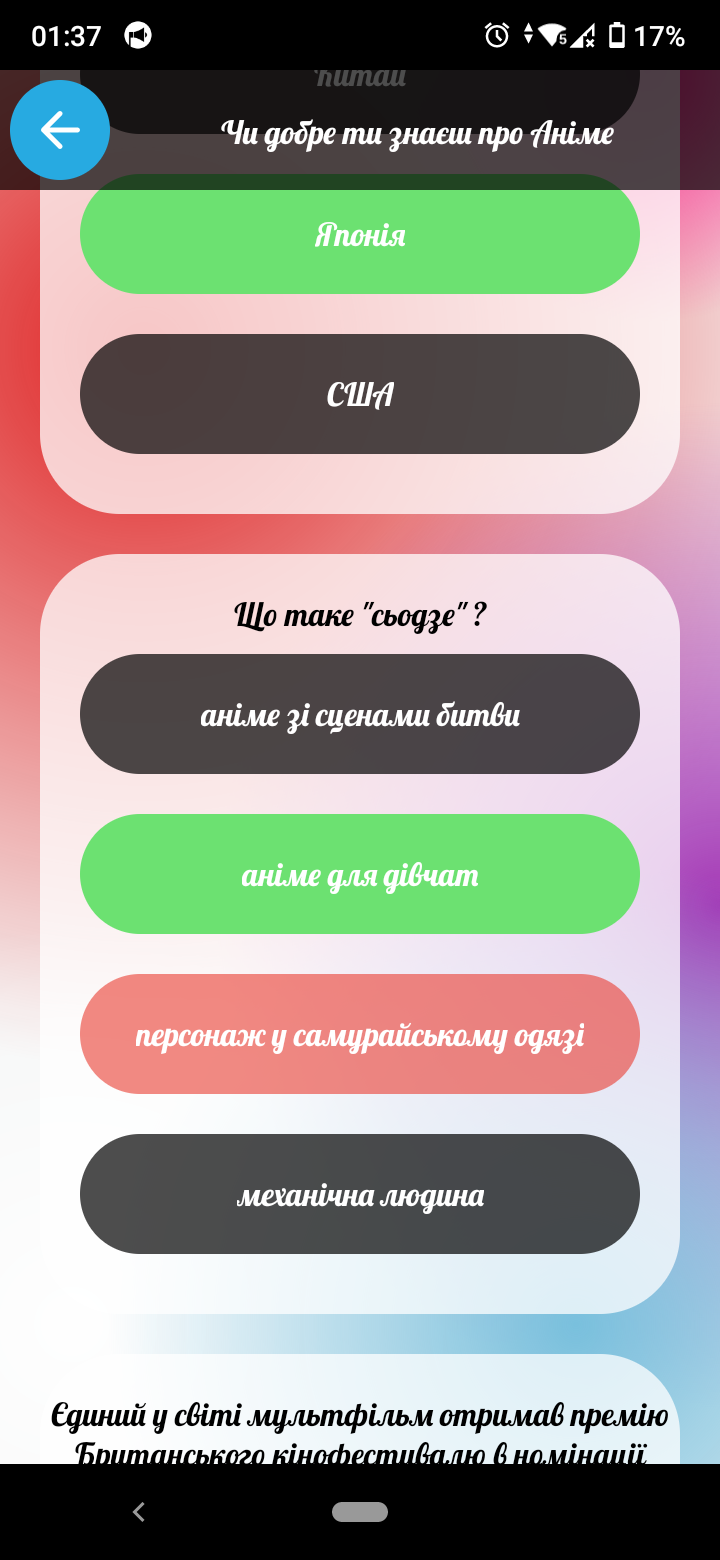 01:37
5
17%
Китай
Чи добре ти знаєш про Аніме
Японія
США
Що таке "сьодзе" ?
аніме зі сценами битви
аніме для дівчат
персонаж у самурайському одязі
механічна людина
Єдиний у світі мультфільм отримав премію
Британського кінофестивалю в номінації